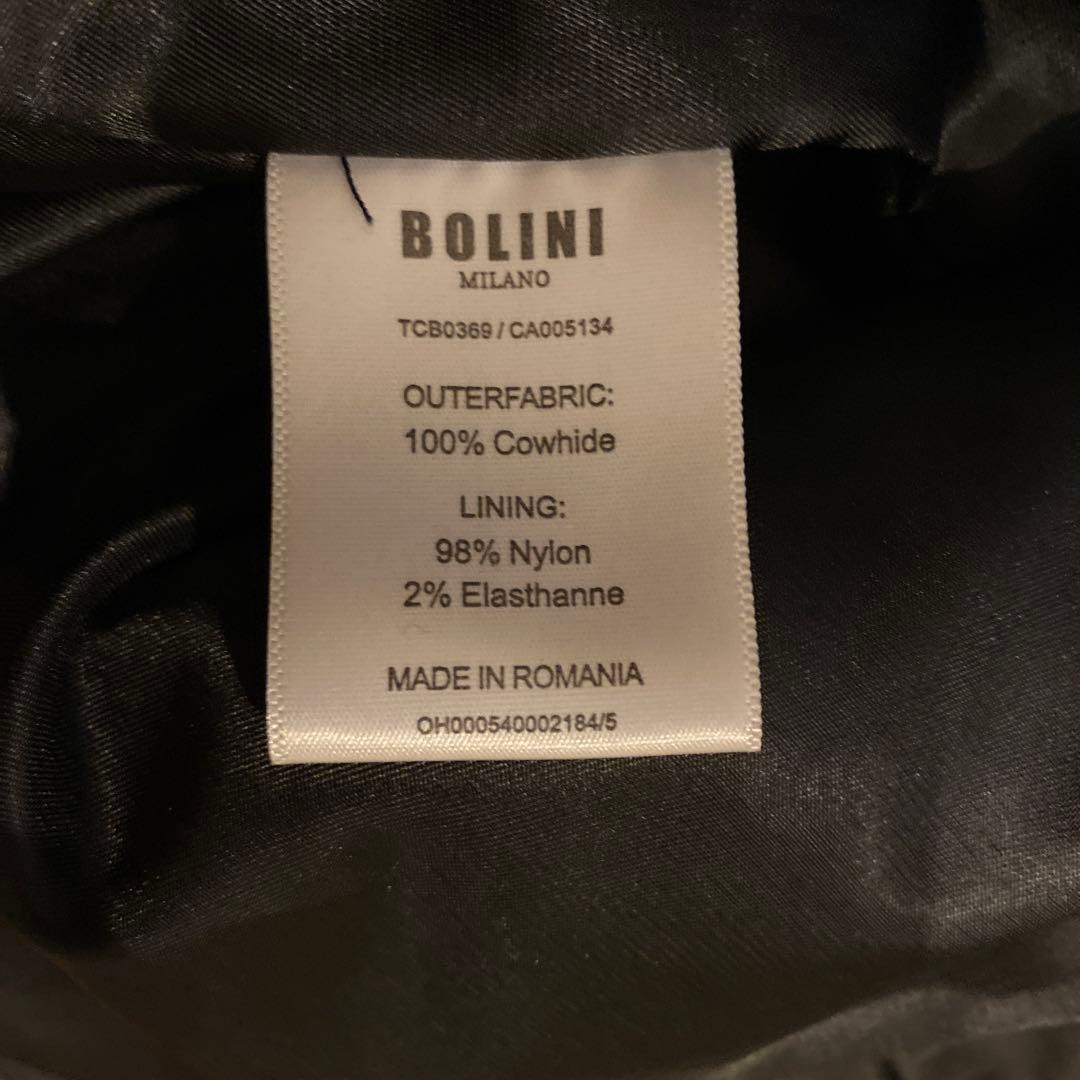 BOLINI
MILANO
TCB0369 / CA005134
OUTERFABRIC:
100% Cowhide
LINING:
98% Nylon
2% Elasthanne
MADE IN ROMANIA
OH000540002184/5